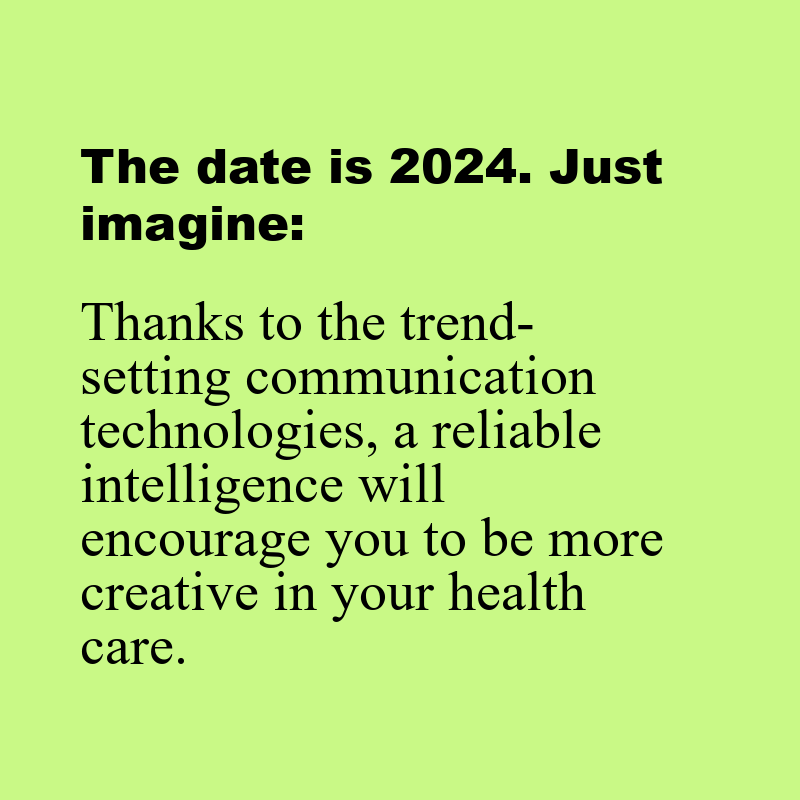 The date is 2024. Just
imagine:
Thanks to the trend-
setting communication
technologies, a reliable
intelligence will
encourage you to be more
creative in your health
care.